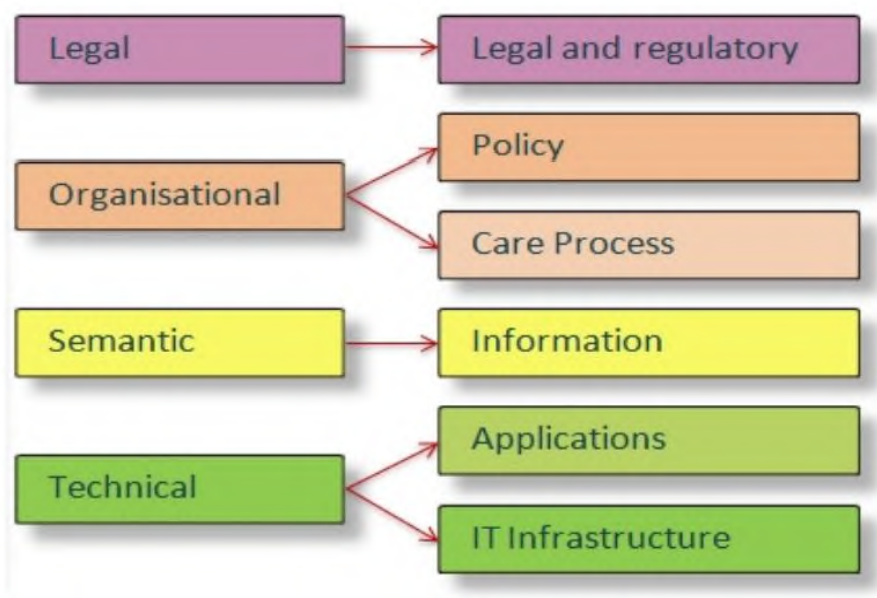 Legal
Legal and regulatory
Organisational
Policy
Care Process
Semantic
Information
Technical
Applications
IT Infrastructure